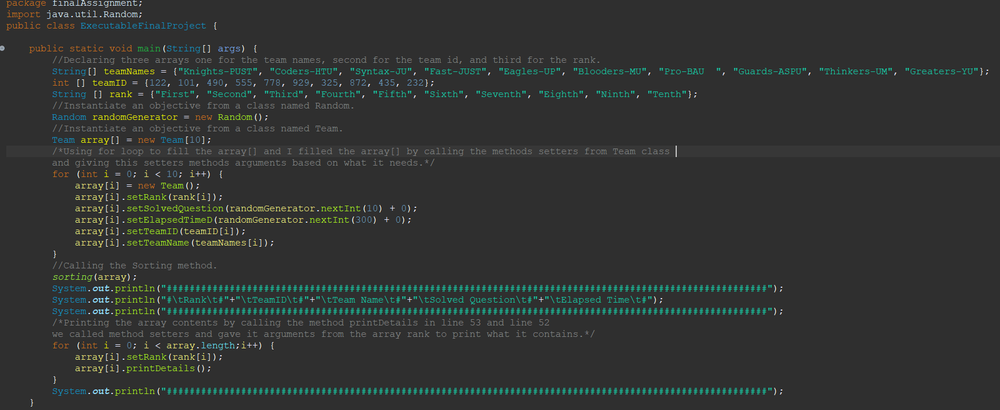 package finalAssignment;
import java.util.Random;
public class ExecutableFinalProject {
public static void main(String[] args) {
//Declaring three arrays one for the team names, second for the team id, and third for the rank.
String[] teamNames = {"Knights-PUST", "Coders-HTU", "Syntax-JU", "Fast-JUST", "Eagles-UP", "Blooders-MU", "Pro-BAU  ", "Guards-ASPU", "Thinkers-UM", "Greaters-YU"};
int [] teamID = {122, 101, 490, 555, 778, 929, 325, 872, 435, 232};
String [] rank = {"First", "Second", "Third", "Fourth", "Fifth", "Sixth", "Seventh", "Eighth", "Ninth", "Tenth"};
//Instantiate an objective from a class named Random.
Random randomGenerator = new Random();
//Instantiate an objective from a class named Team.
Team array[] = new Team[10];
/*Using for loop to fill the array[] and I filled the array[] by calling the methods setters from Team class
and giving this setters methods arguments based on what it needs.*/
for (int i = 0; i < 10; i++) {
array[i] = new Team();
array[i].setRank(rank[i]);
array[i].setSolvedQuestion(randomGenerator.nextInt(10) + 0);
array[i].setElapsedTimeD(randomGenerator.nextInt(300) + 0);
array[i].setTeamID(teamID[i]);
array[i].setTeamName(teamNames[i]);
}
//Calling the Sorting method.
sorting(array);
System.out.println("#########################################################################################################");
System.out.println("#\tRank\t#"+"\tTeamID\t#"+"\tTeam Name\t#"+"\tSolved Question\t#"+"\tElapsed Time\t#");
System.out.println("#########################################################################################################");
/*Printing the array contents by calling the method printDetails in line 53 and line 52
we called method setters and gave it arguments from the array rank to print what it contains.*/
for (int i = 0; i < array.length;i++) {
array[i].setRank(rank[i]);
array[i].printDetails();
}
System.out.println("#########################################################################################################");
}